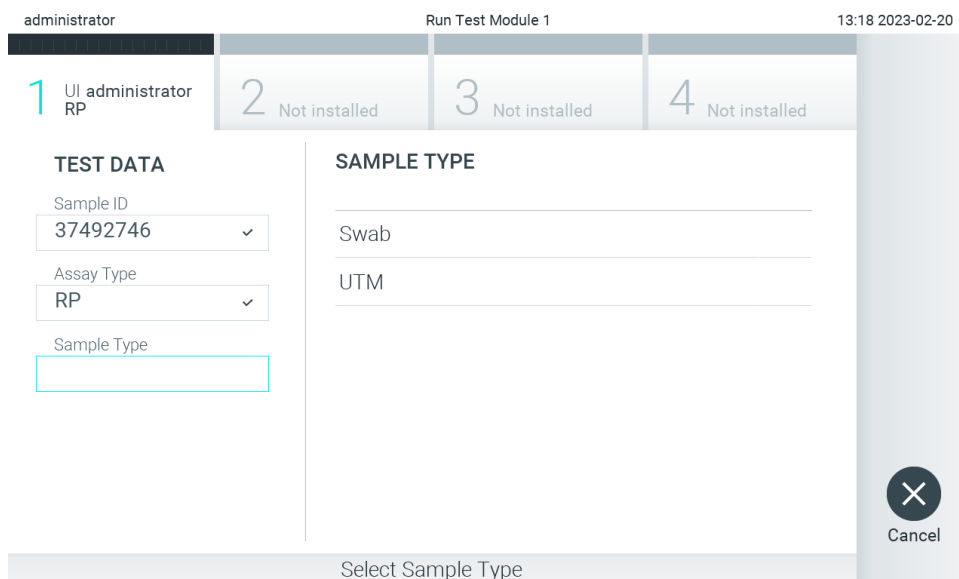 administrator Run Test Module 1 13:18 2023-02-20
1 UI administrator
RP
2 Not installed
3 Not installed
4 Not installed
TEST DATA
Sample ID
37492746
Assay Type
RP
Sample Type
SAMPLE TYPE
Swab
UTM
Cancel
Select Sample Type